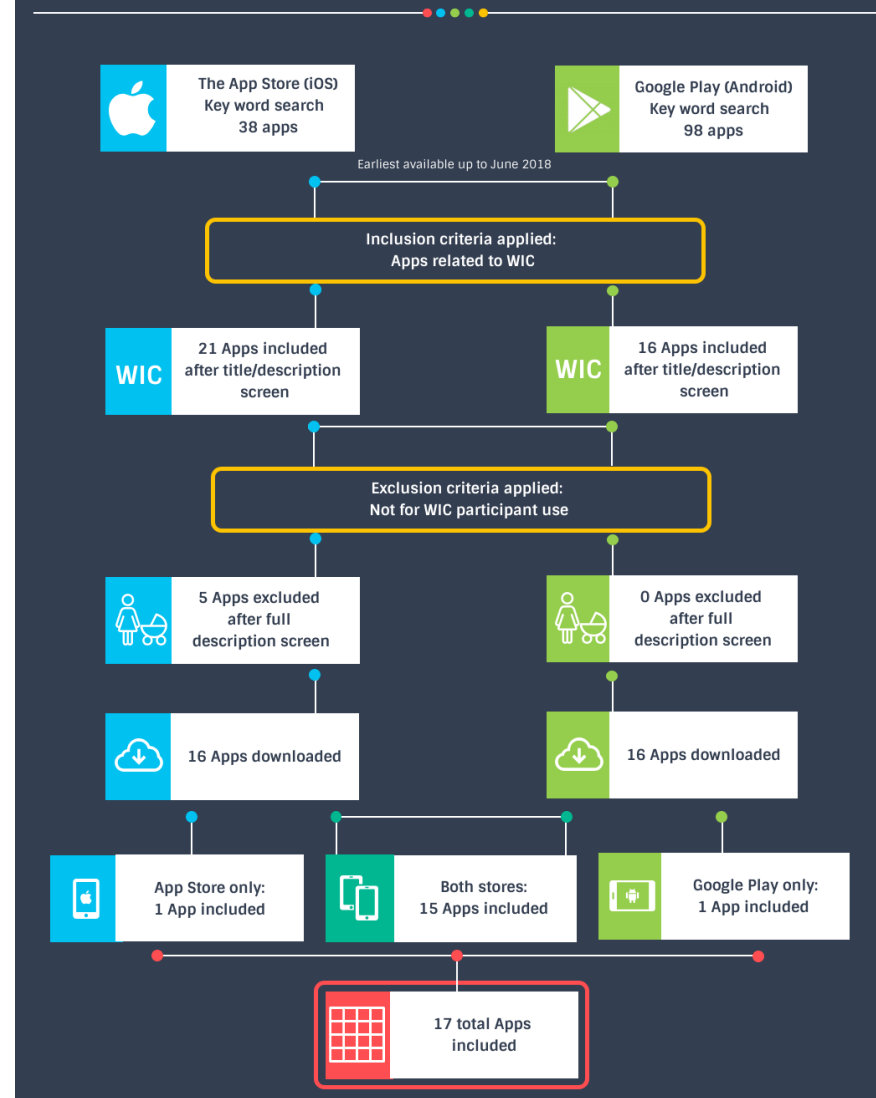 The App Store (iOS)
Key word search
38 apps
Google Play (Android)
Key word search
98 apps
Earliest available up to June 2018
Inclusion criteria applied:
Apps related to WIC
WIC
21 Apps included
after title/description
screen
WIC
16 Apps included
after title/description
screen
Exclusion criteria applied:
Not for WIC participant use
5 Apps excluded
after full
description screen
0 Apps excluded
after full
description screen
16 Apps downloaded
16 Apps downloaded
App Store only:
1 App included
Both stores:
15 Apps included
Google Play only:
1 App included
17 total Apps
included